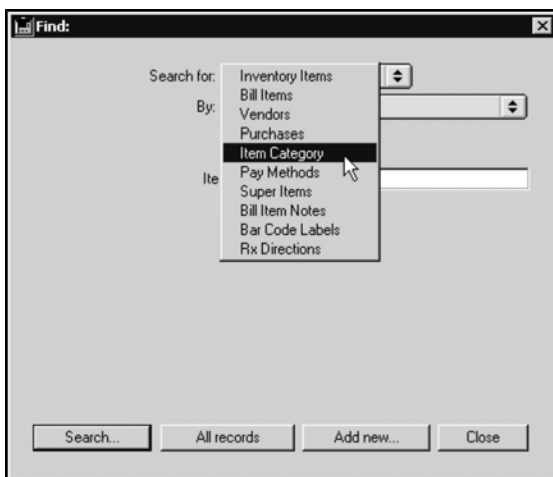 Find:
Search for:
Inventory Items
Bill Items
By:
Vendors
Purchases
Item Category
Pay Methods
Ite
Super Items
Bill Item Notes
Bar Code Labels
Rx Directions
Search... All records Add new... Close